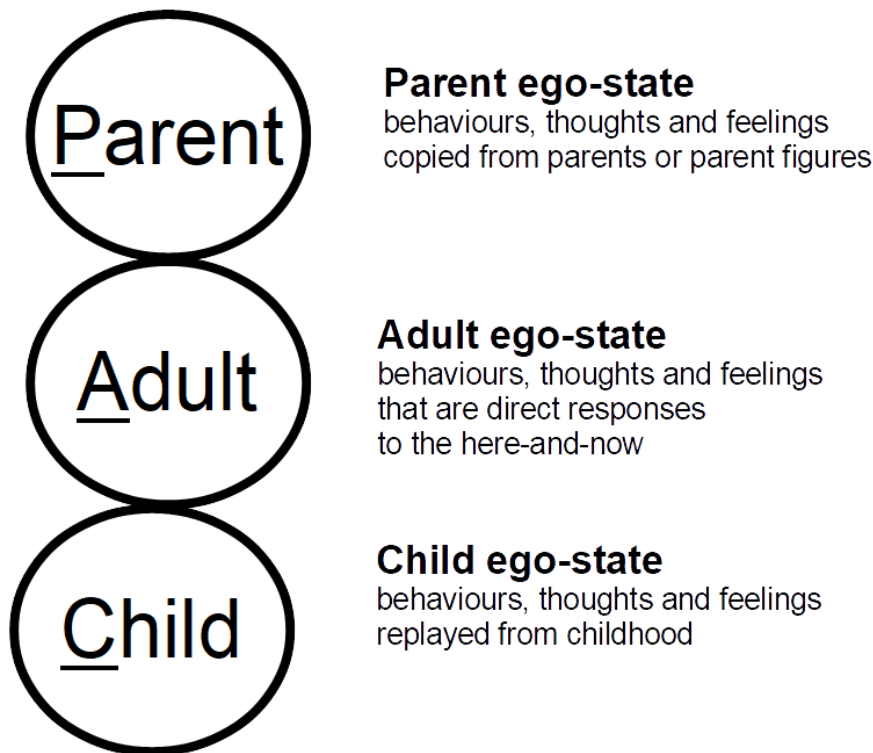 Parent
Parent ego-state
behaviours, thoughts and feelings
copied from parents or parent figures
Adult
Adult ego-state
behaviours, thoughts and feelings
that are direct responses
to the here-and-now
Child
Child ego-state
behaviours, thoughts and feelings
replayed from childhood